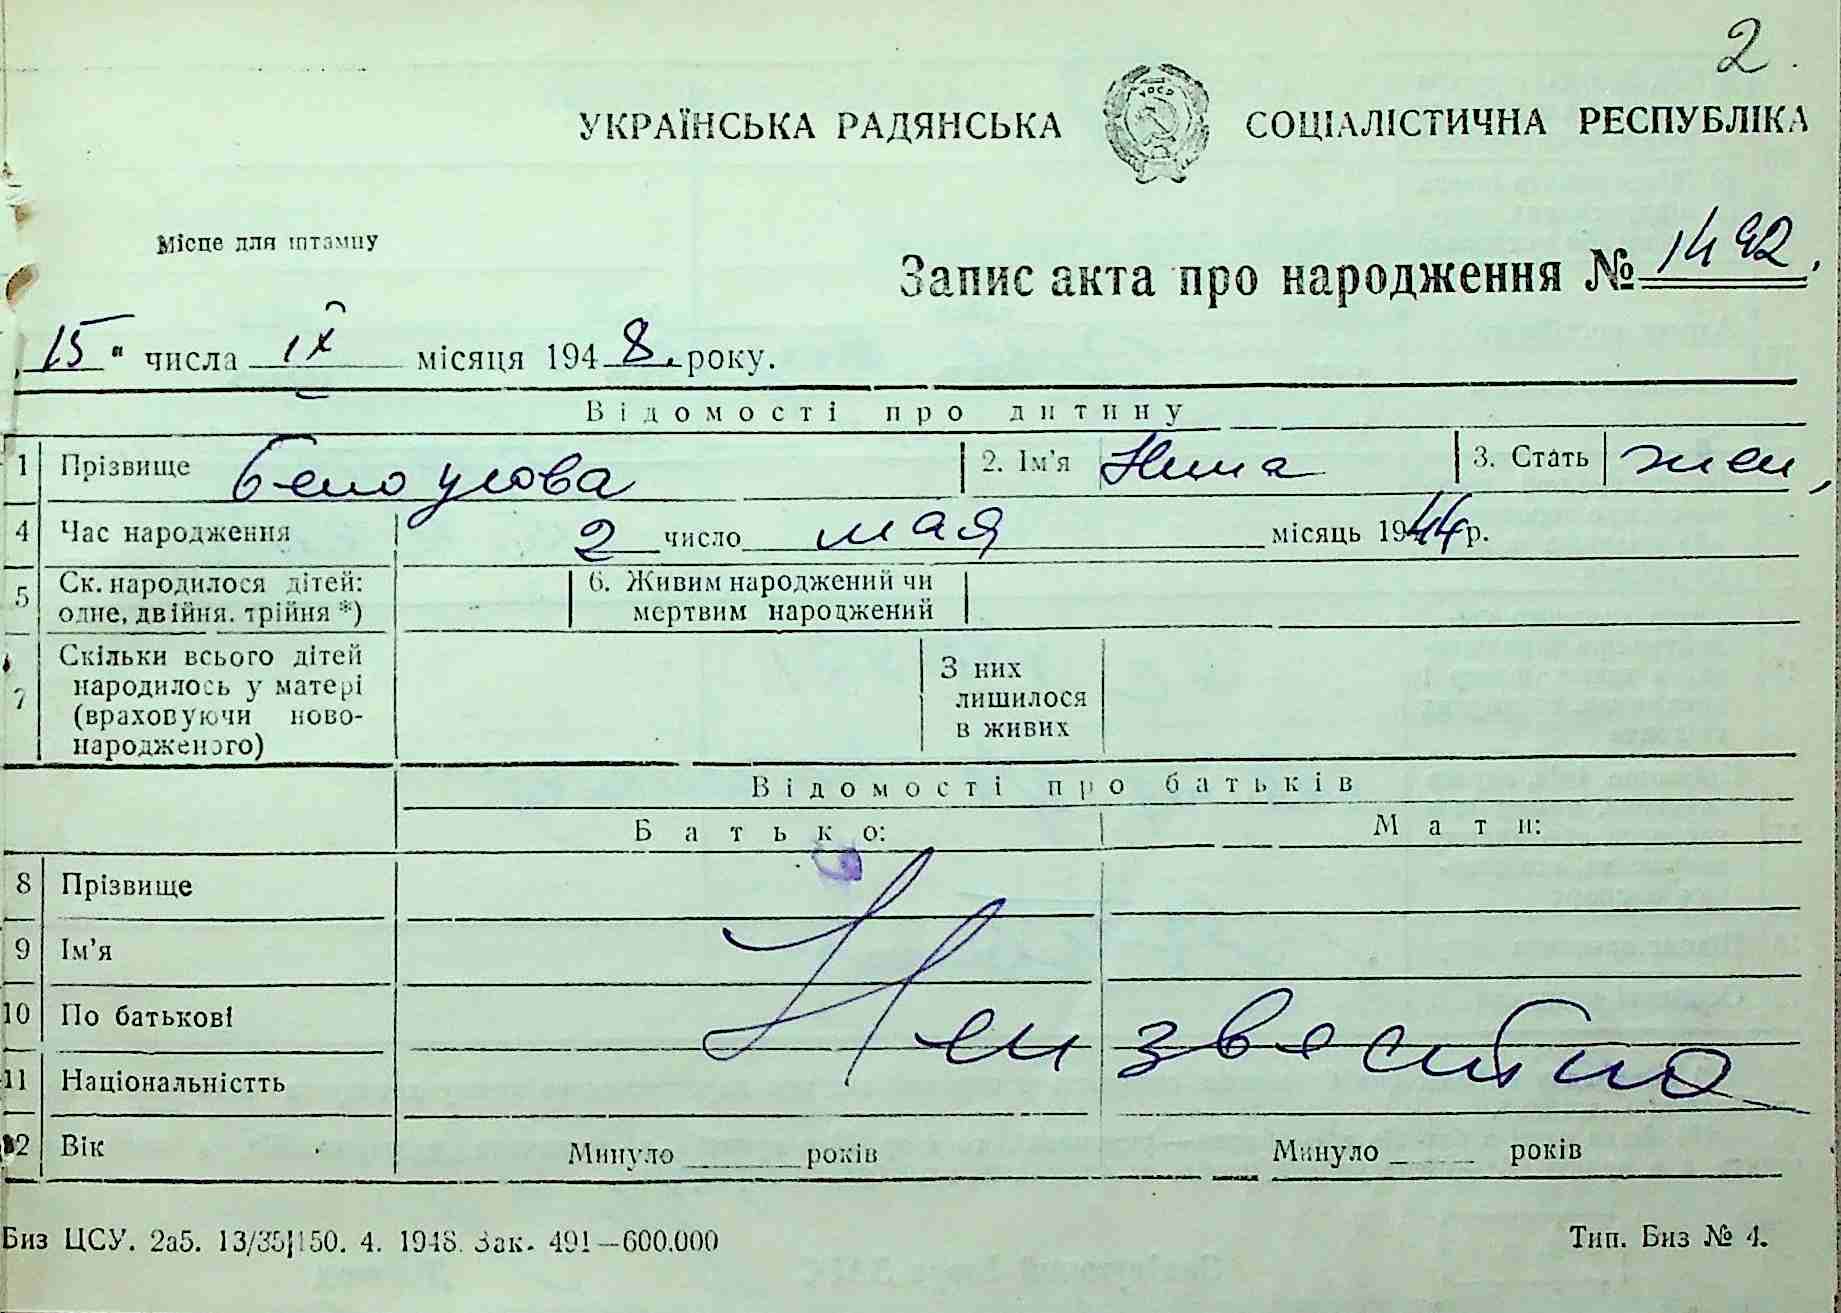 2.
УКРАЇНСЬКА РАДЯНСЬКА СОЦІАЛІСТИЧНА РЕСПУБЛІКА
Місце для штампу
Запис акта про народження № 1492.
15 " числа IX місяця 1948. року.
Відомості про дитину
1 Прізвище 2. Ім'я Нина 3. Стать жен,
4 Час народження 2 число мая місяць 1944 р.
5 Ск. народилося дітей: одне, двійня. трійня *) 6. Живим народжений чи мертвим народжений
7 Скільки всього дітей народилось у матері (враховуючи ново-народженого) З них лишилося в живих
Відомості про батьків
Батько: Мати:
8 Прізвище
9 Ім'я
10 По батькові
Неизвестно
11 Національністть
12 Вік Минуло ____ років Минуло ____ років
Биз ЦСУ. 2а5. 13/35|150. 4. 1948. Зак. 491—600.000 Тип. Биз № 4.